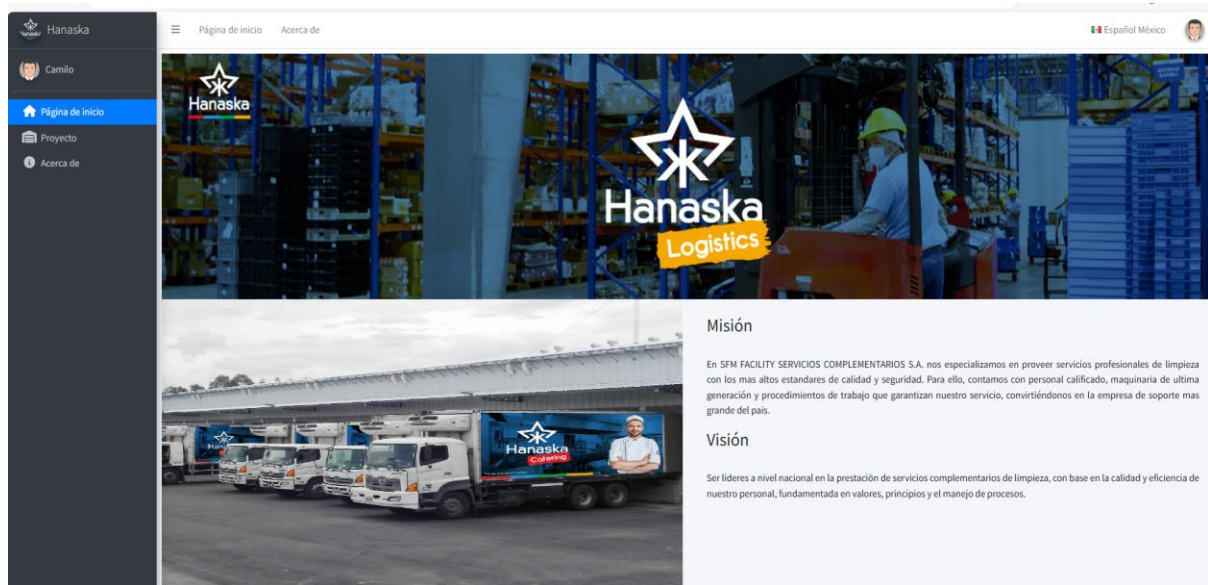 Hanaska
Página de inicio Acerca de
Español México
Camilo
Página de inicio
Proyecto
Acerca de
Hanaska
Hanaska
Logistics
Hanaska
Catering
Misión
En SFM FACILITY SERVICIOS COMPLEMENTARIOS S.A. nos especializamos en proveer servicios profesionales de limpieza
con los mas altos estandares de calidad y seguridad. Para ello, contamos con personal calificado, maquinaria de ultima
generación y procedimientos de trabajo que garantizan nuestro servicio, convirtiéndonos en la empresa de soporte mas
grande del pais.
Visión
Ser lideres a nivel nacional en la prestación de servicios complementarios de limpieza, con base en la calidad y eficiencia de
nuestro personal, fundamentada en valores, principios y el manejo de procesos.